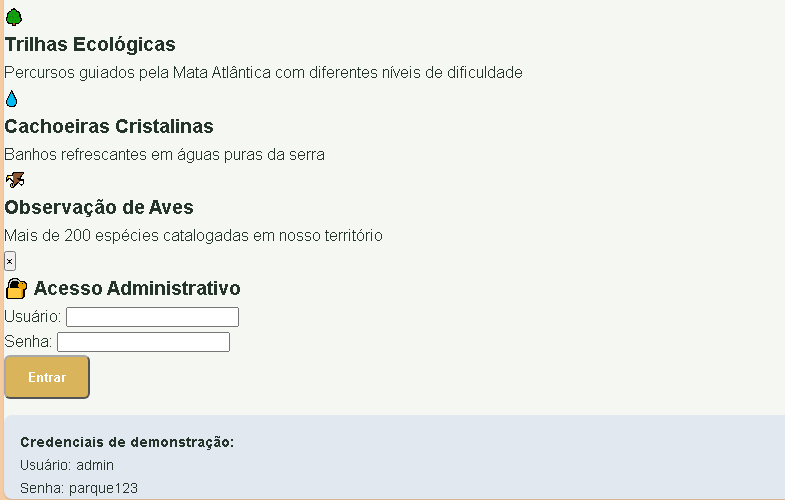 Trilhas Ecológicas
Percursos guiados pela Mata Atlântica com diferentes níveis de dificuldade
Cachoeiras Cristalinas
Banhos refrescantes em águas puras da serra
Observação de Aves
Mais de 200 espécies catalogadas em nosso território
×
Acesso Administrativo
Usuário:
Senha:
Entrar
Credenciais de demonstração:
Usuário: admin
Senha: parque123